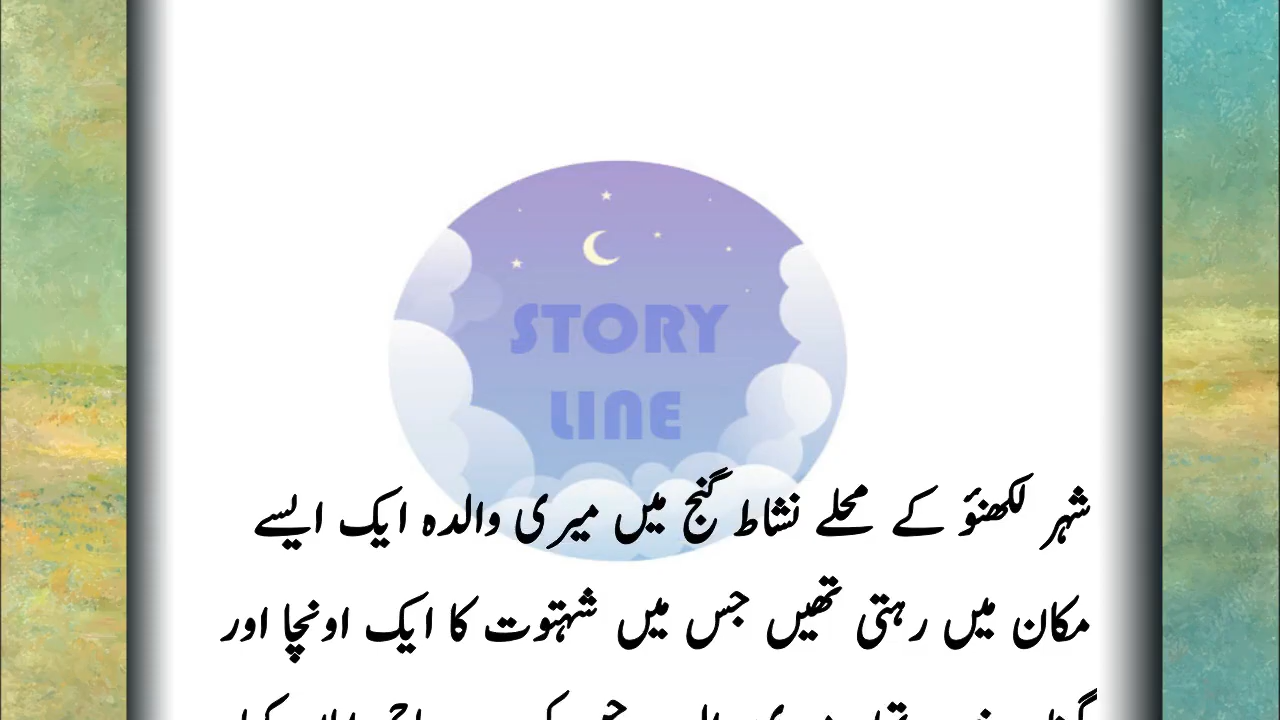 STORY
LINE
شہر لکھنؤ کے محلے نشاط گنج میں میری والدہ ایک ایسے
مکان میں رہتی تھیں جس میں شہتوت کا ایک اونچا اور